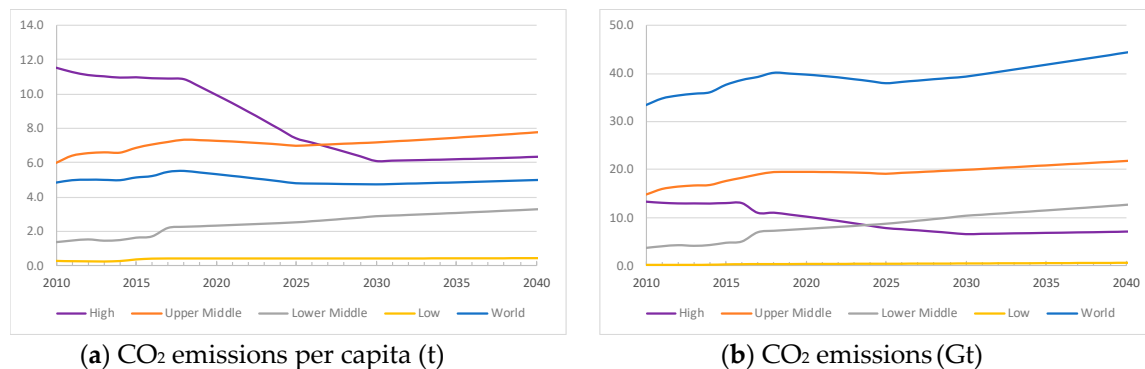 14.0
12.0
10.0
8.0
6.0
4.0
2.0
0.0
2010 2015 2020 2025 2030 2035 2040
High Upper Middle Lower Middle Low World
(a) CO₂ emissions per capita (t)
50.0
40.0
30.0
20.0
10.0
0.0
2010 2015 2020 2025 2030 2035 2040
High Upper Middle Lower Middle Low World
(b) CO₂ emissions (Gt)